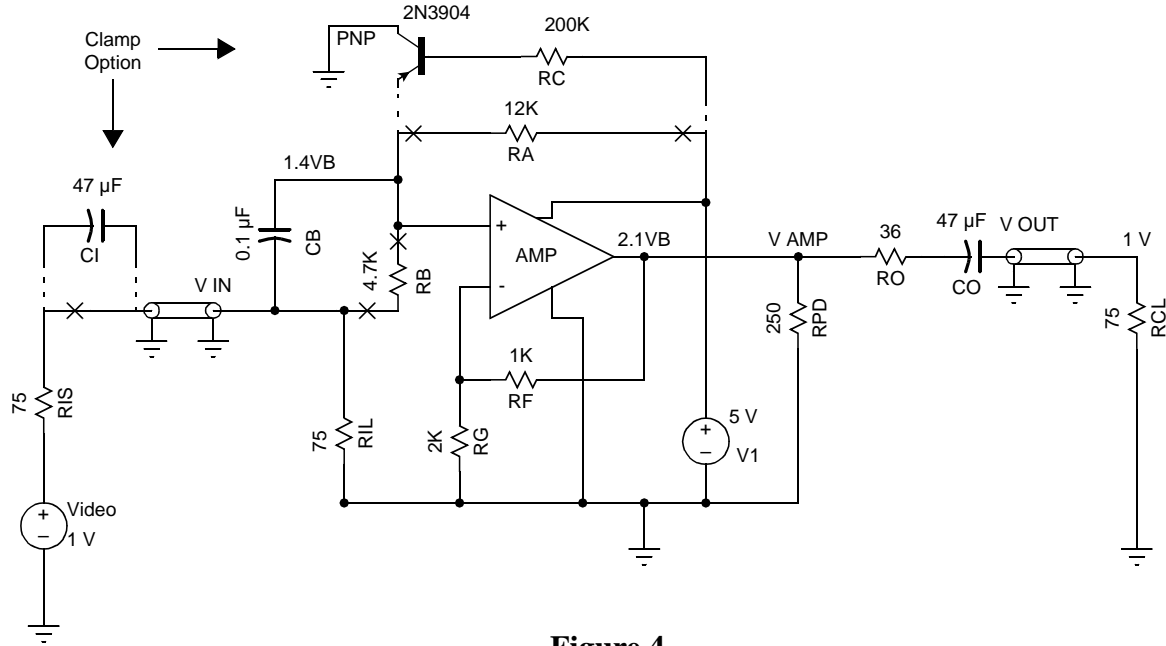 2N3904
PNP
200K
RC
Clamp
Option
12K
RA
1.4VB
47 µF
CI
0.1 µF
CB
4.7K
RB
+
-
AMP
2.1VB
V AMP
36
RO
47 µF
CO
V OUT
1 V
V IN
250
RPD
75
RCL
75
RIS
75
RIL
1K
RF
2K
RG
5 V
+
–
V1
Video
+
–
1 V
Figure 4